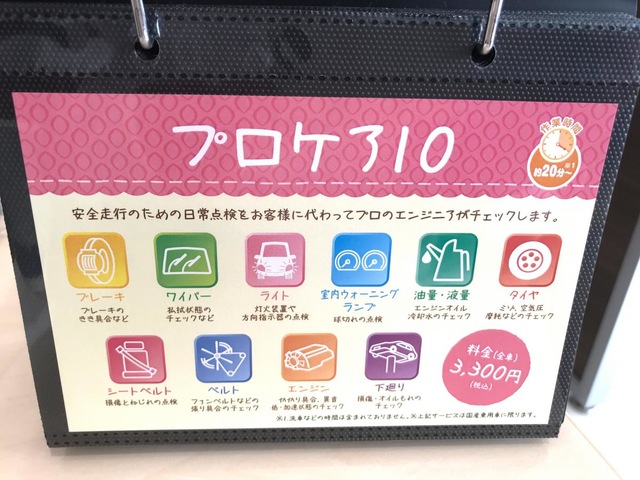 プロケア10
作業時間
※1
約20分~
安全走行のための日常点検をお客様に代わってプロのエンジニアがチェックします。
ブレーキ
ブレーキの
きき具合など
ワイパー
払拭状態の
チェックなど
ライト
灯火装置や
方向指示器の点検
室内ウォーニング
ランプ
球切れの点検
油量・液量
エンジンオイル
冷却水のチェック
タイヤ
ミゾ、空気圧
摩耗などのチェック
シートベルト
損傷とねじれの点検
ベルト
ファンベルトなどの
張り具合のチェック
エンジン
かかり具合、異音
低・加速状態のチェック
下廻り
損傷・オイルもれの
チェック
料金(全車)
3,300円
(税込)
※1.洗車などの時間は含まれておりません。※上記サービスは国産乗用車に限ります。